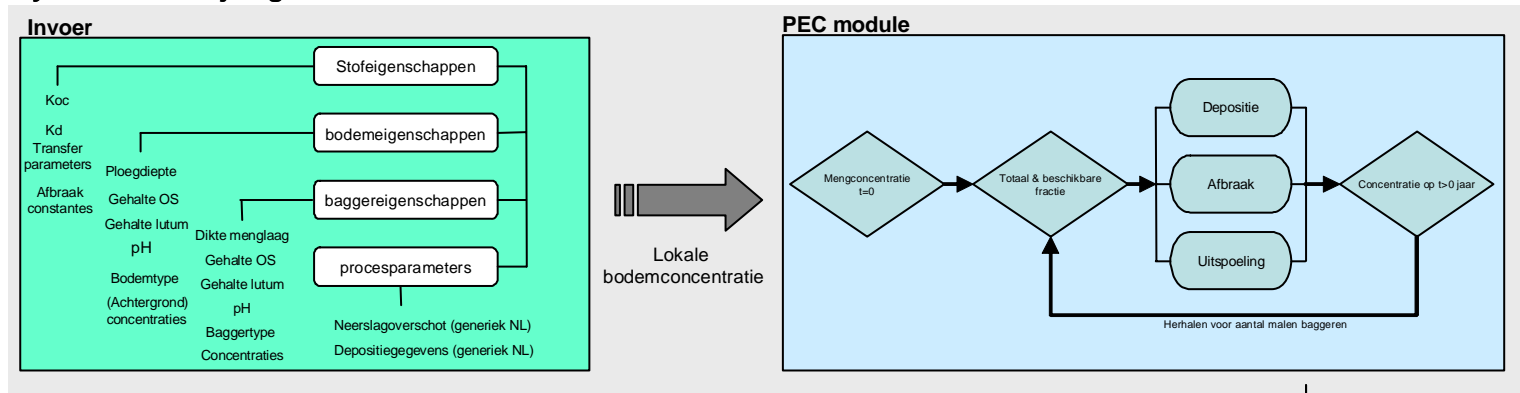 Invoer
Stofeigenschappen
Koc
Kd
Transfer
parameters
Afbraak
constantes
bodemeigenschappen
Ploegdiepte
Gehalte OS
Gehalte lutum
pH
Bodemtype
(Achtergrond)
concentraties
baggereigenschappen
Dikte menglaag
Gehalte OS
Gehalte lutum
pH
Baggertype
Concentraties
procesparameters
Neerslagoverschot (generiek NL)
Depositiegegevens (generiek NL)
Lokale
bodemconcentratie
PEC module
Mengconcentratie
t=0
Totaal & beschikbare
fractie
Depositie
Afbraak
Uitspoeling
Concentratie op t>0 jaar
Herhalen voor aantal malen baggeren